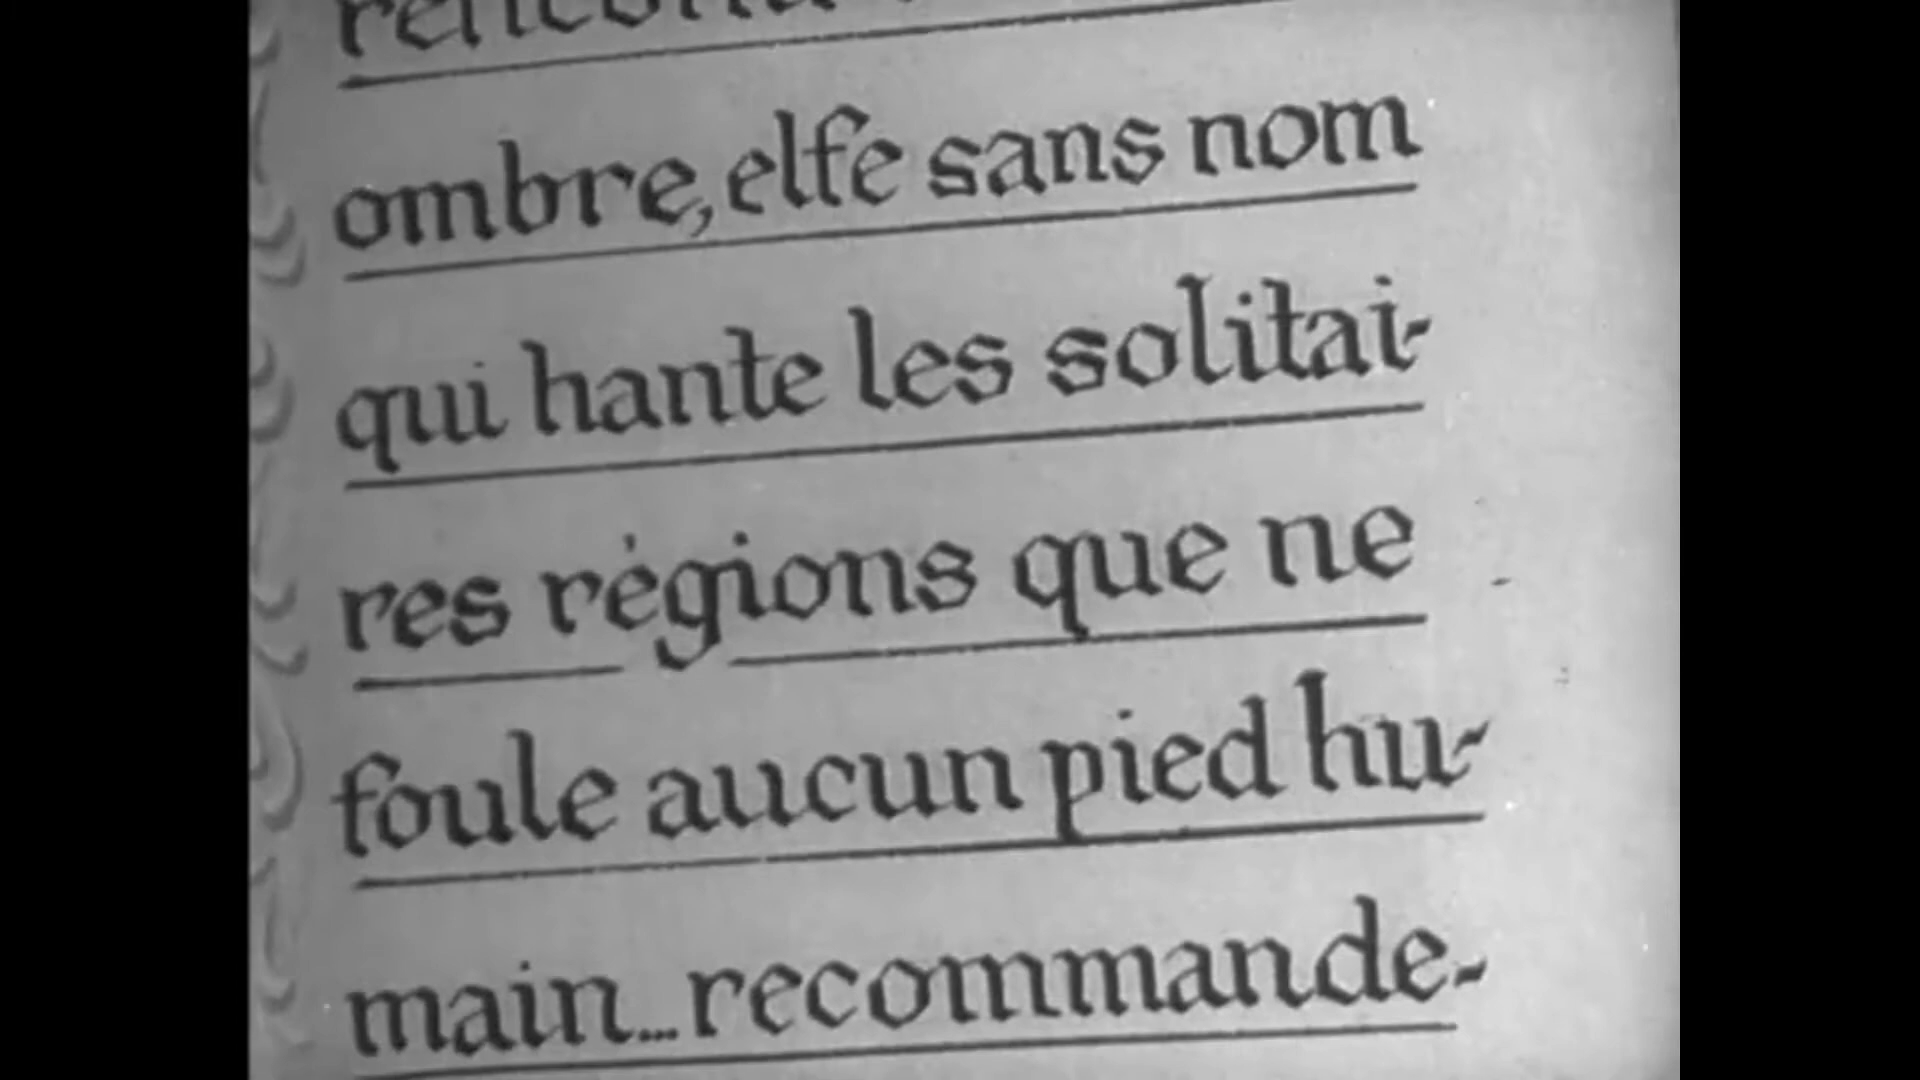 ombre, elfe sans nom
qui hante les solitai-
res régions que ne
foule aucun pied hu-
main... recommande-